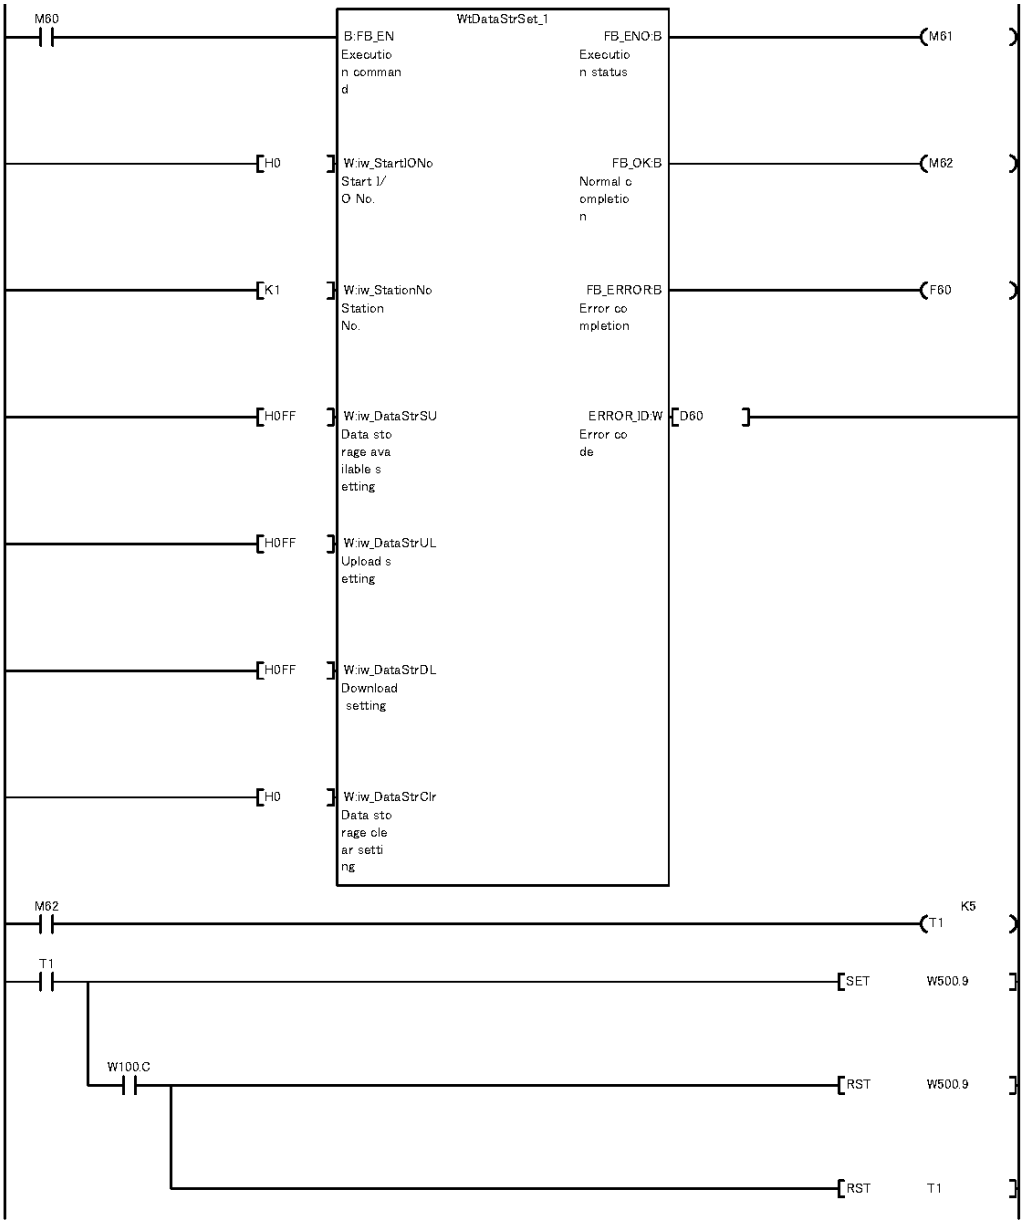 M60
WtDataStrSet_1
B:FB_EN
FB_ENO:B
M61
Executio
n comman
d
Executio
n status
H0
W:iw_StartIONo
FB_OK:B
M62
Start I/
O No.
Normal c
ompletio
n
K1
W:iw_StationNo
FB_ERROR:B
F60
Station
No.
Error co
mpletion
H0FF
W:iw_DataStrSU
ERROR_ID:W
D60
Data sto
rage ava
ilable s
etting
Error co
de
H0FF
W:iw_DataStrUL
Upload s
etting
H0FF
W:iw_DataStrDL
Download
setting
H0
W:iw_DataStrClr
Data sto
rage cle
ar setti
ng
M62
K5
T1
T1
SET W500.9
W100.C
RST W500.9
RST T1